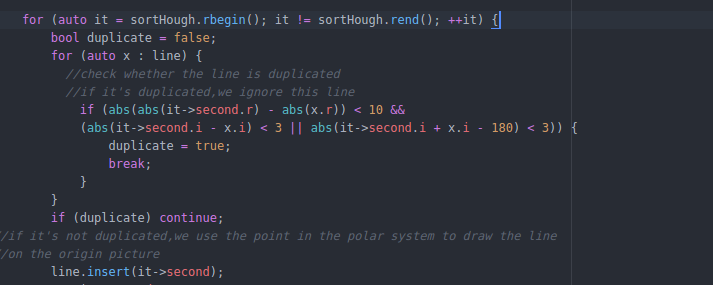 for (auto it = sortHough.rbegin(); it != sortHough.rend(); ++it) {
bool duplicate = false;
for (auto x : line) {
//check whether the line is duplicated
//if it's duplicated,we ignore this line
if (abs(abs(it->second.r) - abs(x.r)) < 10 &&
(abs(it->second.i - x.i) < 3 || abs(it->second.i + x.i - 180) < 3)) {
duplicate = true;
break;
}
}
if (duplicate) continue;
//if it's not duplicated,we use the point in the polar system to draw the line
//on the origin picture
line.insert(it->second);